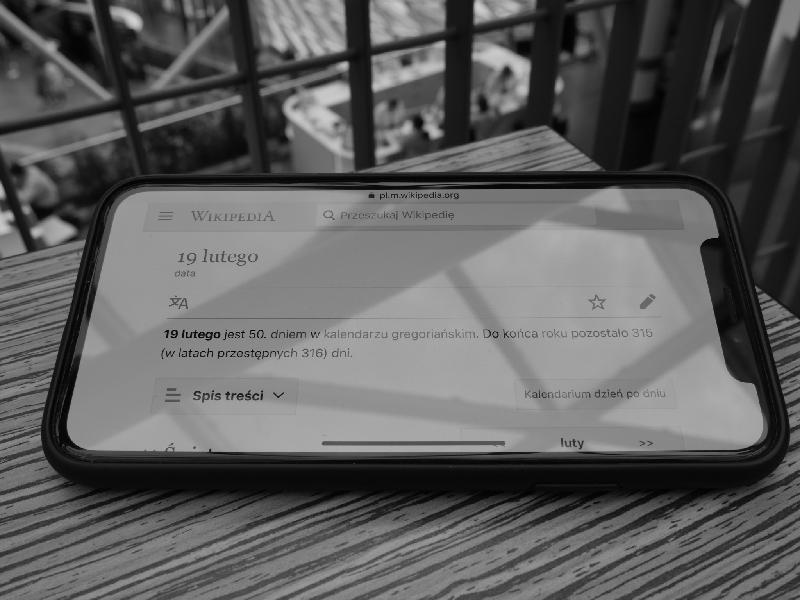 pl.m.wikipedia.org
WIKIPEDIA
Przeszukaj Wikipedię
19 lutego
data
19 lutego jest 50. dniem w kalendarzu gregoriańskim. Do końca roku pozostało 315
(w latach przestępnych 316) dni.
Spis treści
Kalendarium dzień po dniu
luty >>